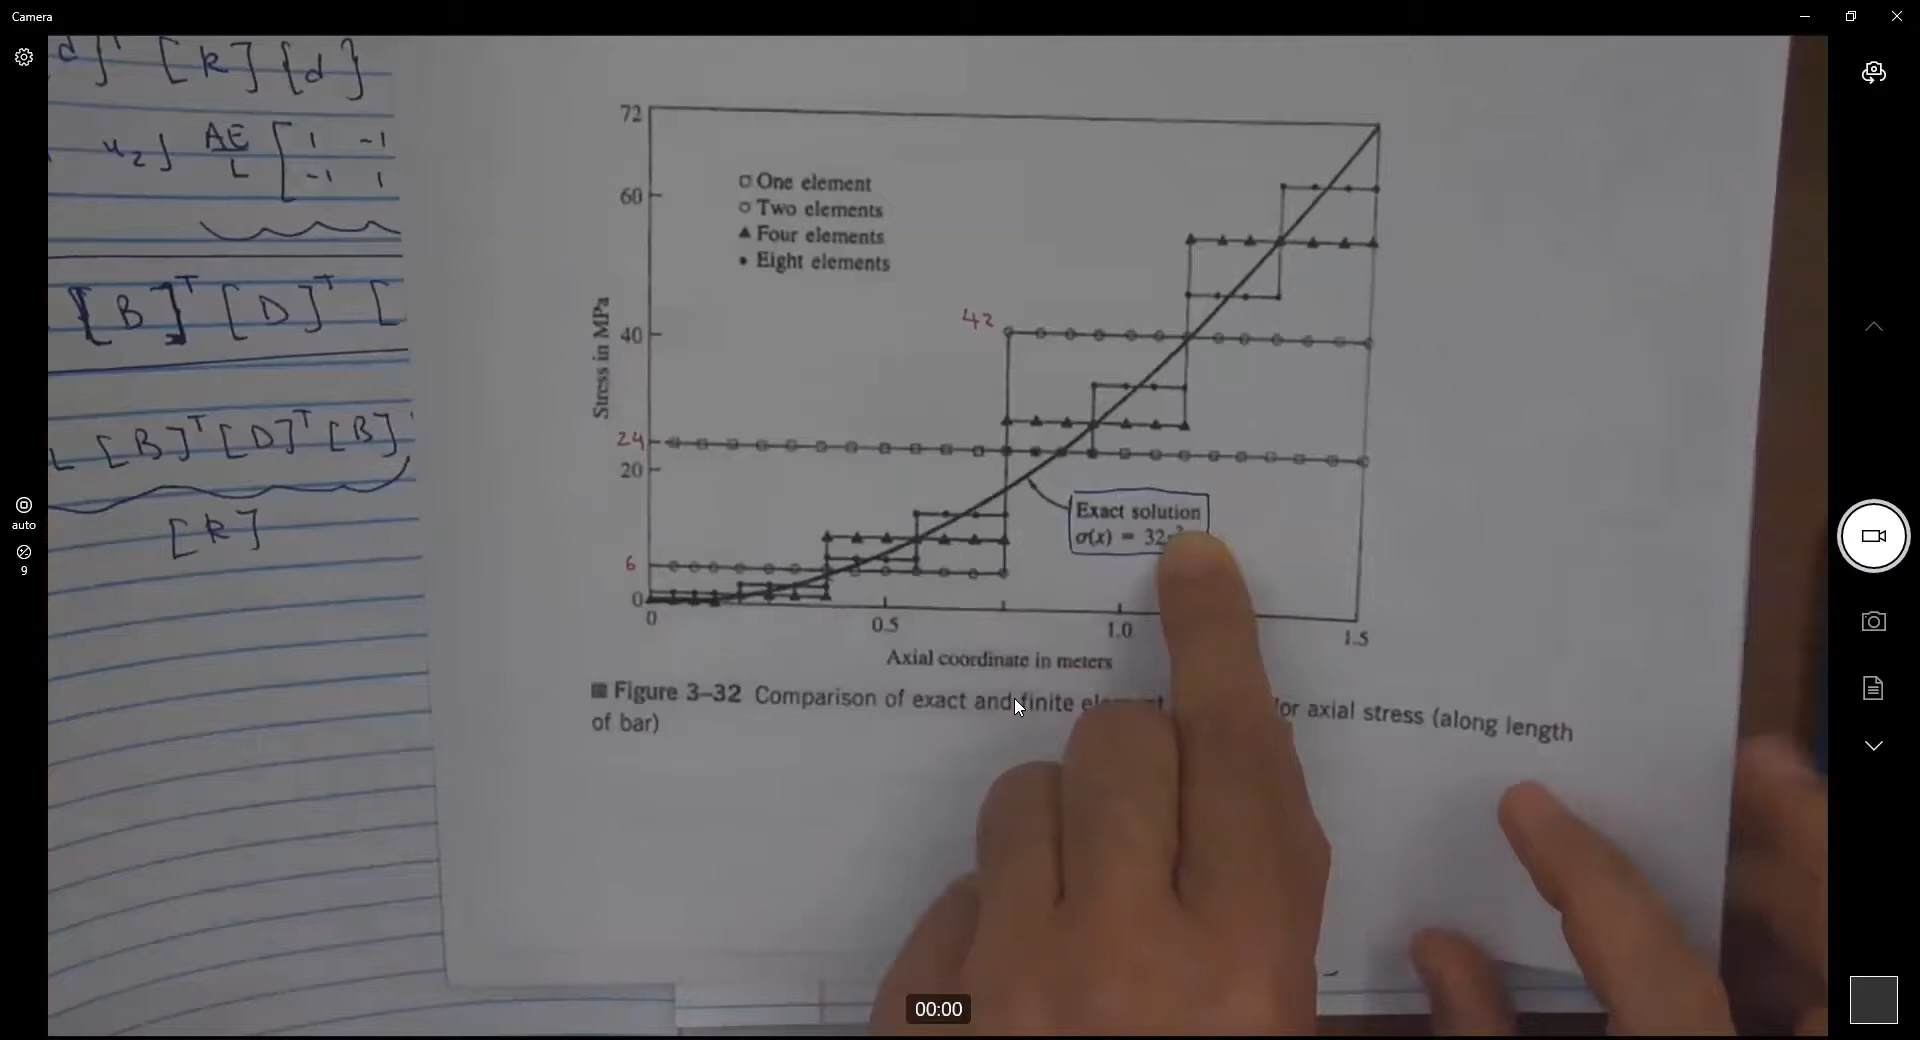 Camera
d]ᵀ [k] {d}
u₂] AE/L [ 1 -1
-1 1
[B]ᵀ [D]ᵀ [
[B]ᵀ [D]ᵀ [B]
[k]
auto
9
72
60
40
20
0
42
24
6
Stress in MPa
One element
Two elements
Four elements
Eight elements
Exact solution
σ(x) = 32
0 0.5 1.0 1.5
Axial coordinate in meters
Figure 3–32 Comparison of exact and finite axial stress (along length
of bar)
00:00